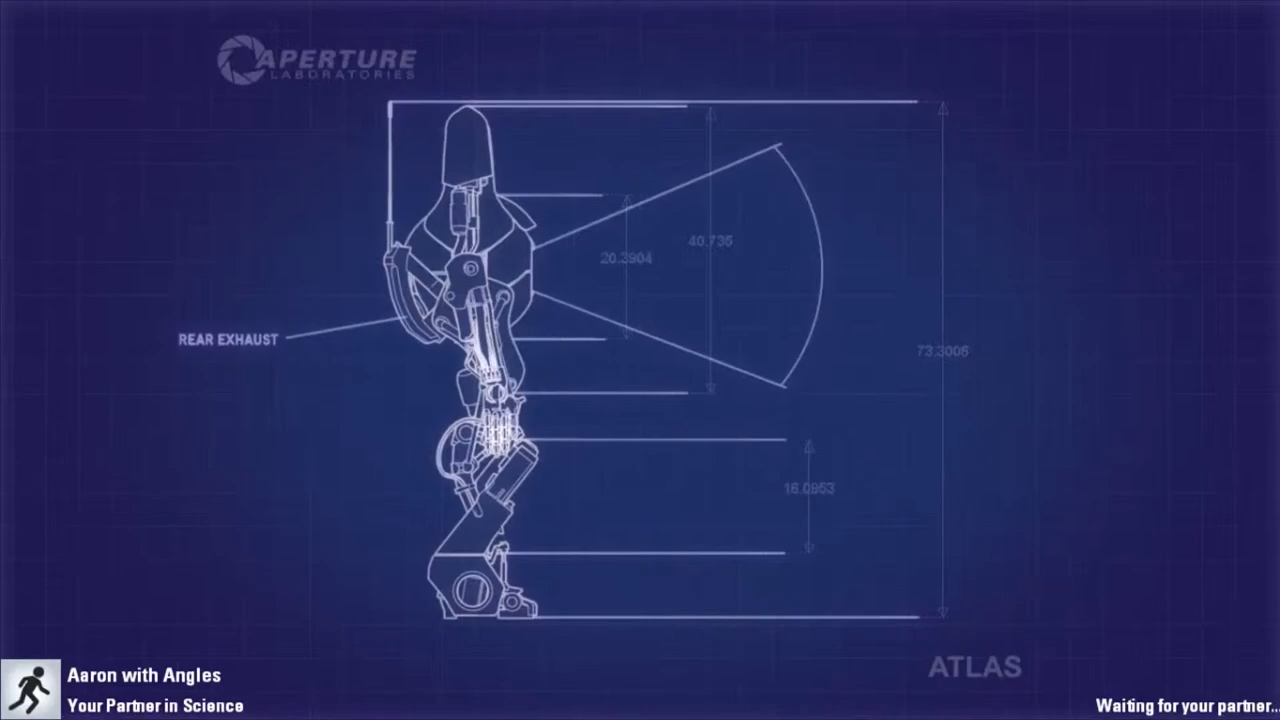 APERTURE
LABORATORIES
40.736
20.3904
REAR EXHAUST
73.3006
16.0953
ATLAS
Aaron with Angles
Your Partner in Science
Waiting for your partner...